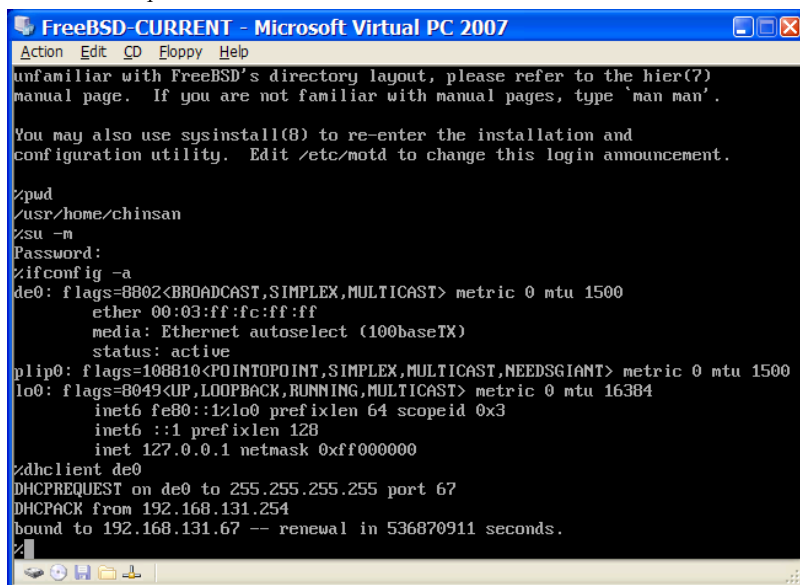 FreeBSD-CURRENT - Microsoft Virtual PC 2007
Action Edit CD Floppy Help
unfamiliar with FreeBSD's directory layout, please refer to the hier(7)
manual page.  If you are not familiar with manual pages, type `man man'.
You may also use sysinstall(8) to re-enter the installation and
configuration utility.  Edit /etc/motd to change this login announcement.
%pwd
/usr/home/chinsan
%su -m
Password:
%ifconfig -a
de0: flags=8802<BROADCAST,SIMPLEX,MULTICAST> metric 0 mtu 1500
        ether 00:03:ff:fc:ff:ff
        media: Ethernet autoselect (100baseTX)
        status: active
plip0: flags=108810<POINTOPOINT,SIMPLEX,MULTICAST,NEEDSGIANT> metric 0 mtu 1500
lo0: flags=8049<UP,LOOPBACK,RUNNING,MULTICAST> metric 0 mtu 16384
        inet6 fe80::1%lo0 prefixlen 64 scopeid 0x3
        inet6 ::1 prefixlen 128
        inet 127.0.0.1 netmask 0xff000000
%dhclient de0
DHCPREQUEST on de0 to 255.255.255.255 port 67
DHCPACK from 192.168.131.254
bound to 192.168.131.67 -- renewal in 536870911 seconds.
%